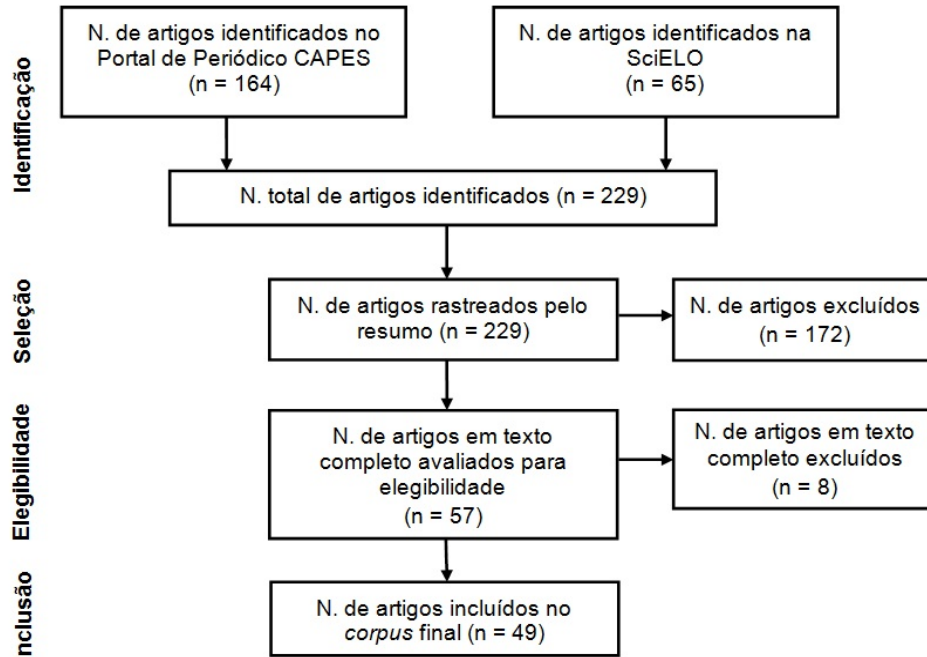 Identificação
N. de artigos identificados no
Portal de Periódico CAPES
(n = 164)
N. de artigos identificados na
SciELO
(n = 65)
N. total de artigos identificados (n = 229)
Seleção
N. de artigos rastreados pelo
resumo (n = 229)
N. de artigos excluídos
(n = 172)
Elegibilidade
N. de artigos em texto
completo avaliados para
elegibilidade
(n = 57)
N. de artigos em texto
completo excluídos
(n = 8)
nclusão
N. de artigos incluídos no
corpus final (n = 49)